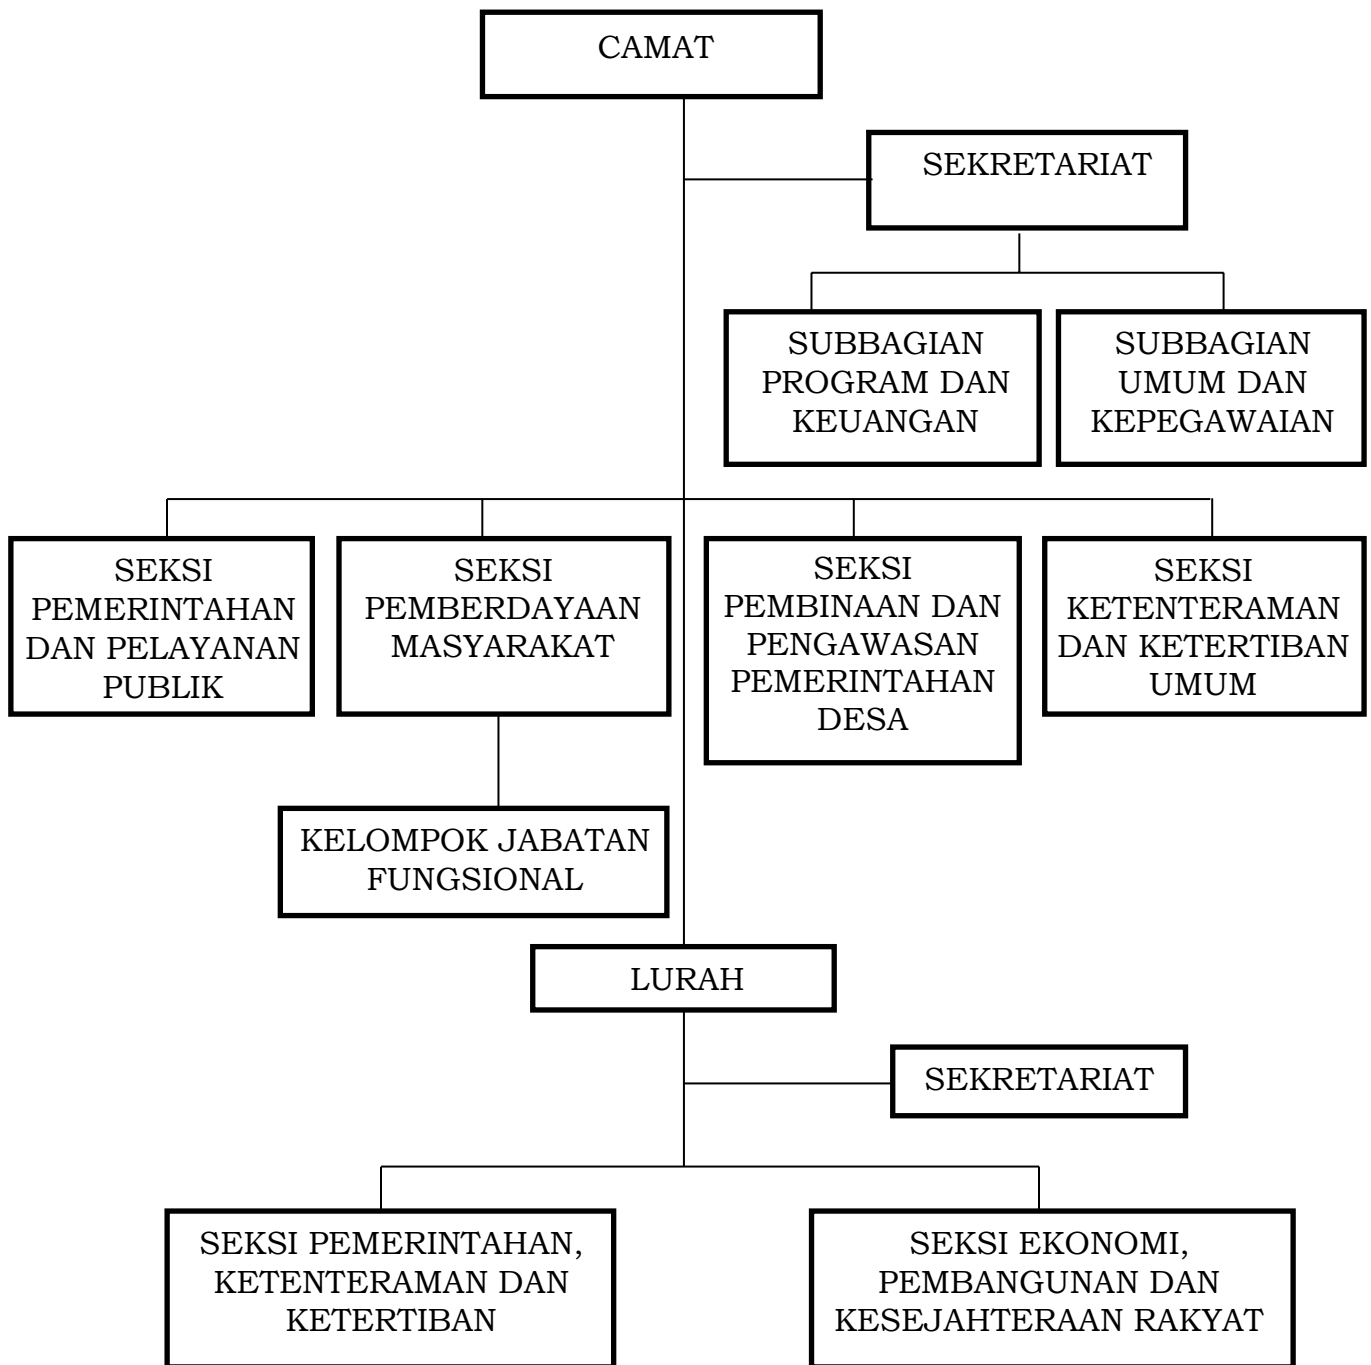 CAMAT
SEKRETARIAT
SUBBAGIAN
PROGRAM DAN
KEUANGAN
SUBBAGIAN
UMUM DAN
KEPEGAWAIAN
SEKSI
PEMERINTAHAN
DAN PELAYANAN
PUBLIK
SEKSI
PEMBERDAYAAN
MASYARAKAT
SEKSI
PEMBINAAN DAN
PENGAWASAN
PEMERINTAHAN
DESA
SEKSI
KETENTERAMAN
DAN KETERTIBAN
UMUM
KELOMPOK JABATAN
FUNGSIONAL
LURAH
SEKRETARIAT
SEKSI PEMERINTAHAN,
KETENTERAMAN DAN
KETERTIBAN
SEKSI EKONOMI,
PEMBANGUNAN DAN
KESEJAHTERAAN RAKYAT